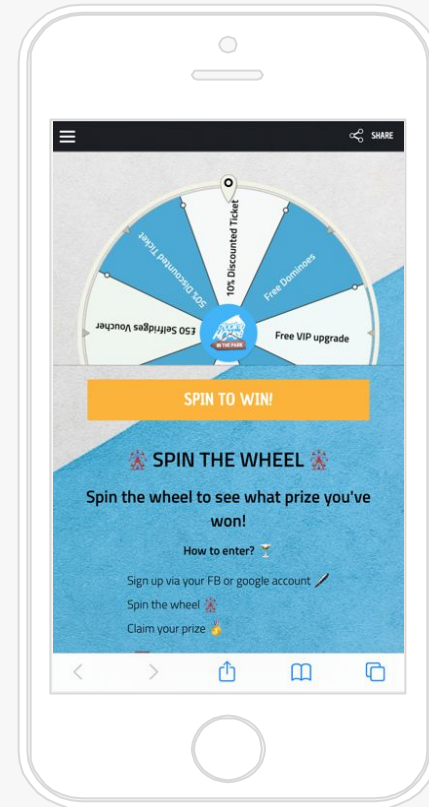 SHARE
50% Discounted Ticket
10% Discounted Ticket
Free Dominoes
£50 Selfridges Voucher
Free VIP upgrade
IN THE PARK
SPIN TO WIN!
SPIN THE WHEEL
Spin the wheel to see what prize you've
won!
How to enter?
Sign up via your FB or google account
Spin the wheel
Claim your prize